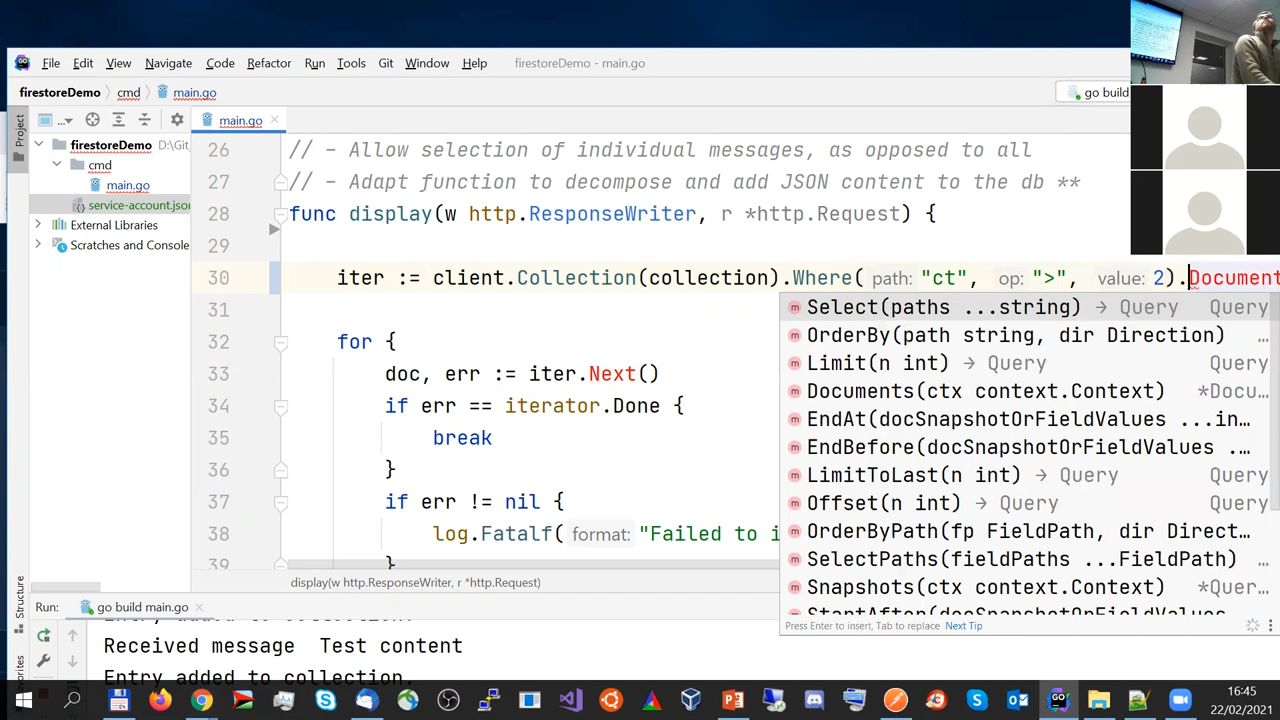 File Edit View Navigate Code Refactor Run Tools Git Window Help firestoreDemo - main.go
firestoreDemo cmd main.go go build
Project
... main.go
26 // - Allow selection of individual messages, as opposed to all
firestoreDemo D:\Git
27 // - Adapt function to decompose and add JSON content to the db **
cmd
main.go
28 func display(w http.ResponseWriter, r *http.Request) {
service-account.jso
External Libraries
29
Scratches and Console
30 iter := client.Collection(collection).Where( path: "ct", op: ">", value: 2).Document
31
Select(paths ...string) → Query Query
OrderBy(path string, dir Direction) ...
32 for {
Limit(n int) → Query Query
33 doc, err := iter.Next()
Documents(ctx context.Context) *Docu...
34 if err == iterator.Done {
EndAt(docSnapshotOrFieldValues ...in...
35 break
EndBefore(docSnapshotOrFieldValues ...
36 }
LimitToLast(n int) → Query Query
37 if err != nil {
Offset(n int) → Query Query
38 log.Fatalf( format: "Failed to i
OrderByPath(fp FieldPath, dir Direct...
39 }
SelectPaths(fieldPaths ...FieldPath)
display(w http.ResponseWriter, r *http.Request)
Snapshots(ctx context.Context) *Quer...
Structure
Run: go build main.go
StartAfter(docSnapshotOrFieldValues
Press Enter to insert, Tab to replace Next Tip
Entry added to collection.
Received message Test content
Entry added to collection.
Favorites
16:45
22/02/2021